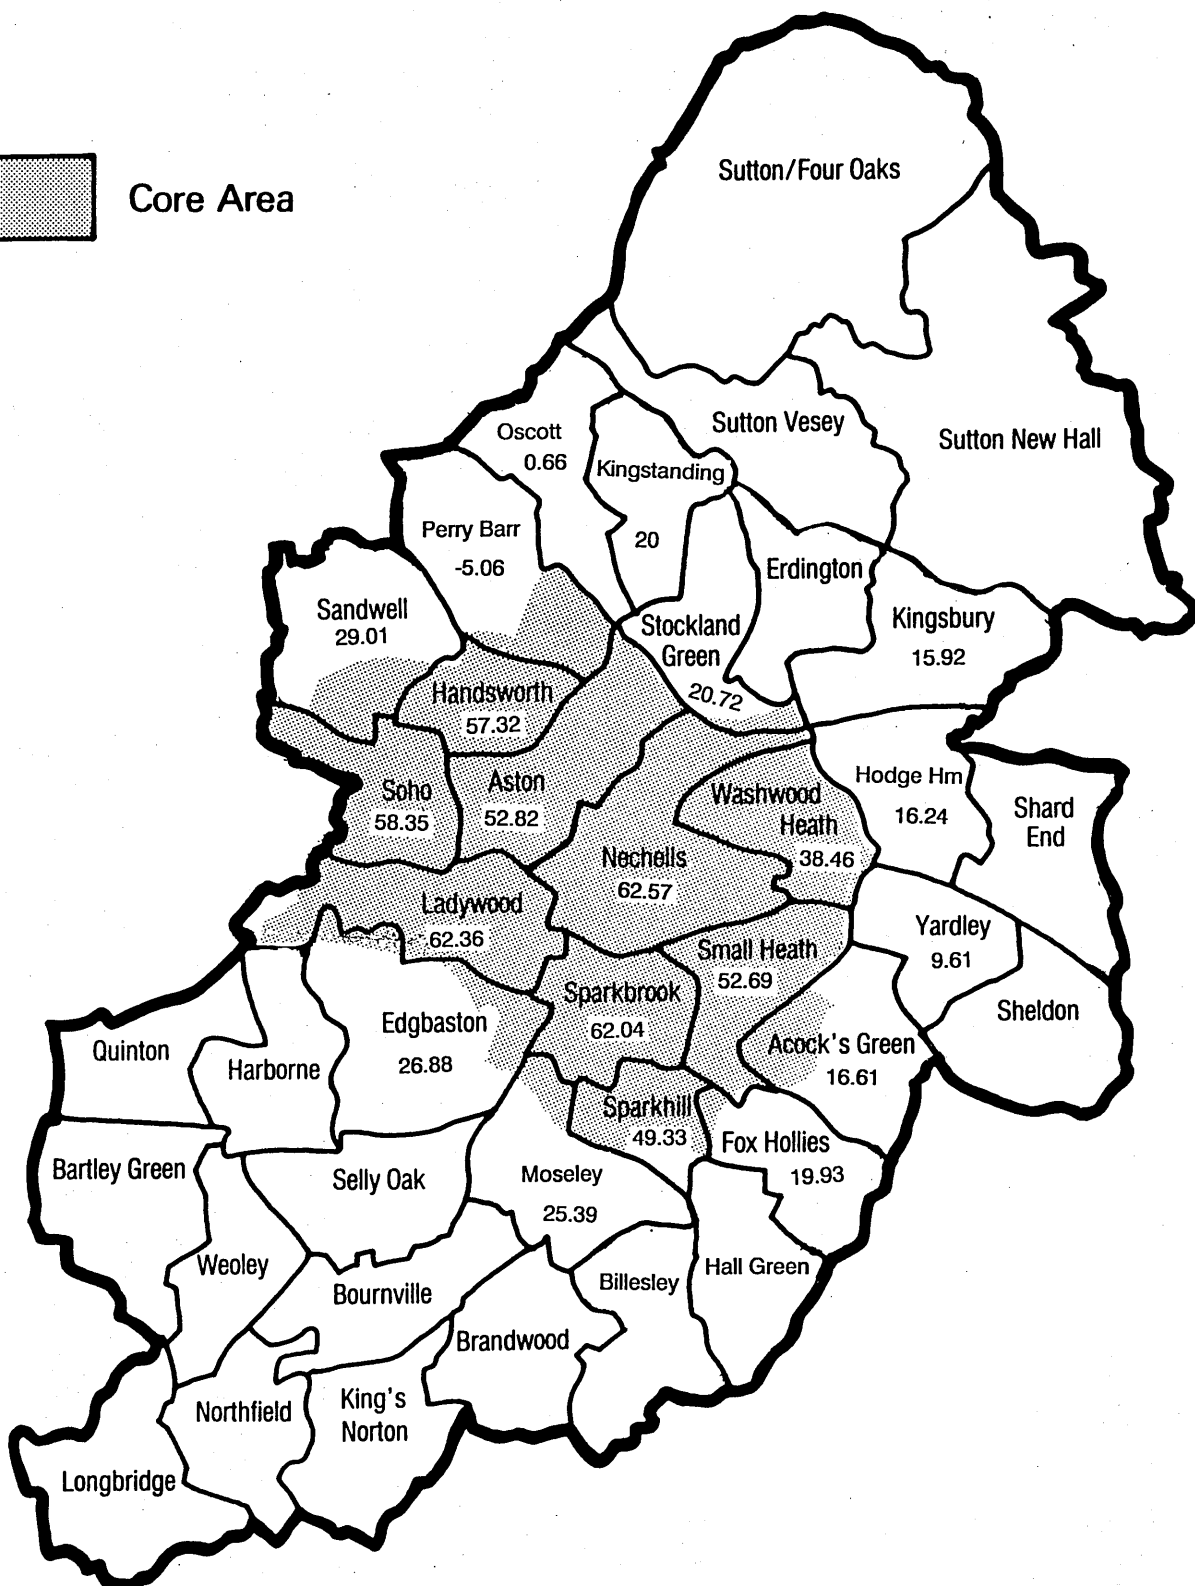 Core Area
Sutton/Four Oaks
Sutton Vesey
Sutton New Hall
Oscott
0.66
Kingstanding
20
Perry Barr
-5.06
Erdington
Sandwell
29.01
Stockland
Green
20.72
Kingsbury
15.92
Handsworth
57.32
Soho
58.35
Aston
52.82
Washwood
Heath
38.46
Hodge Hm
16.24
Shard
End
Nechells
62.57
Ladywood
62.36
Small Heath
52.69
Yardley
9.61
Sheldon
Sparkbrook
62.04
Edgbaston
26.88
Quinton
Harborne
Acock's Green
16.61
Sparkhill
49.33
Fox Hollies
19.93
Bartley Green
Selly Oak
Moseley
25.39
Weoley
Bournville
Billesley
Hall Green
Brandwood
Northfield
King's
Norton
Longbridge